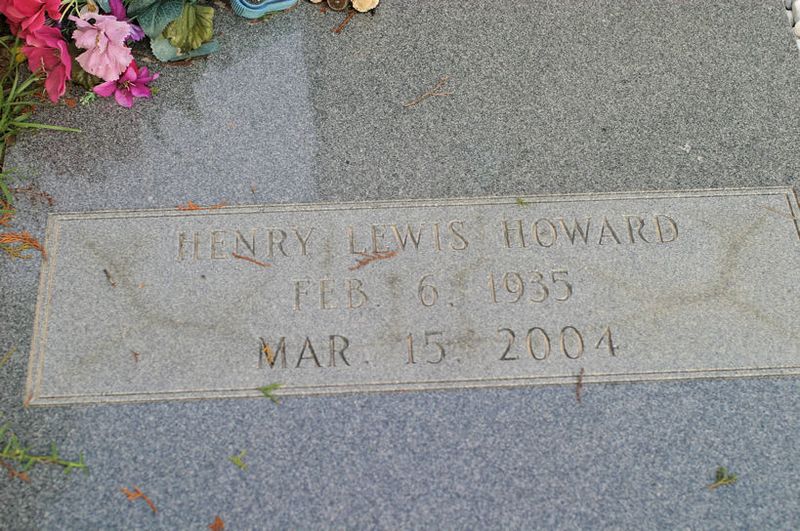 HENRY LEWIS HOWARD
FEB. 6. 1935
MAR. 15. 2004